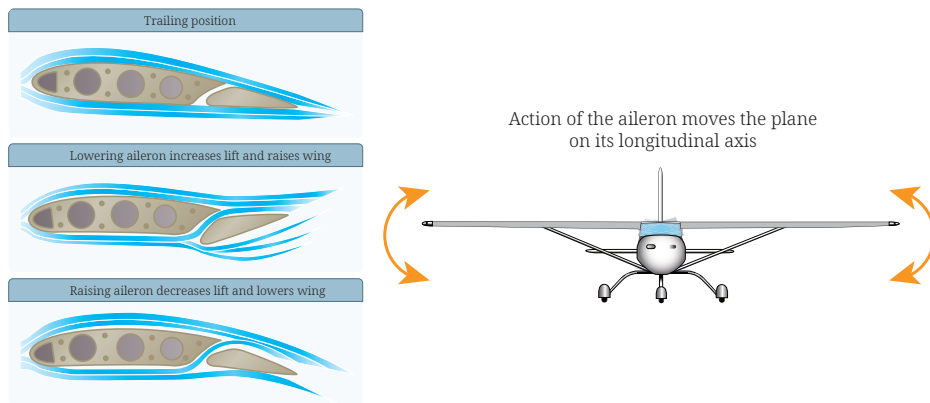 Trailing position
Lowering aileron increases lift and raises wing
Raising aileron decreases lift and lowers wing
Action of the aileron moves the plane
on its longitudinal axis